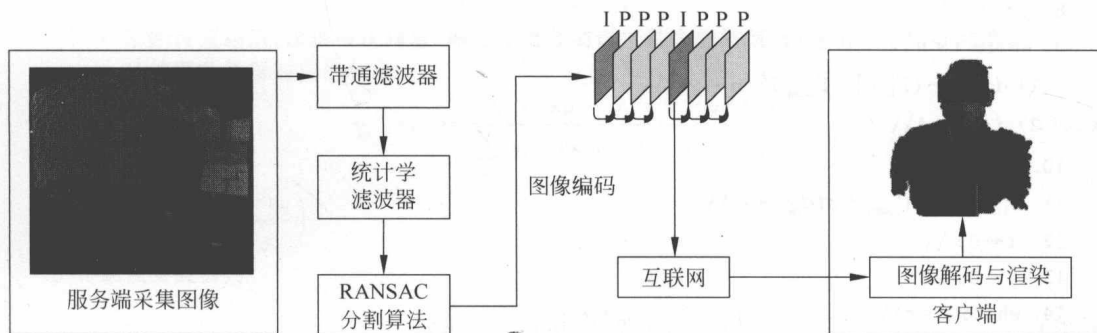 服务端采集图像
带通滤波器
统计学
滤波器
RANSAC
分割算法
图像编码
I P P P I P P P
互联网
图像解码与渲染
客户端